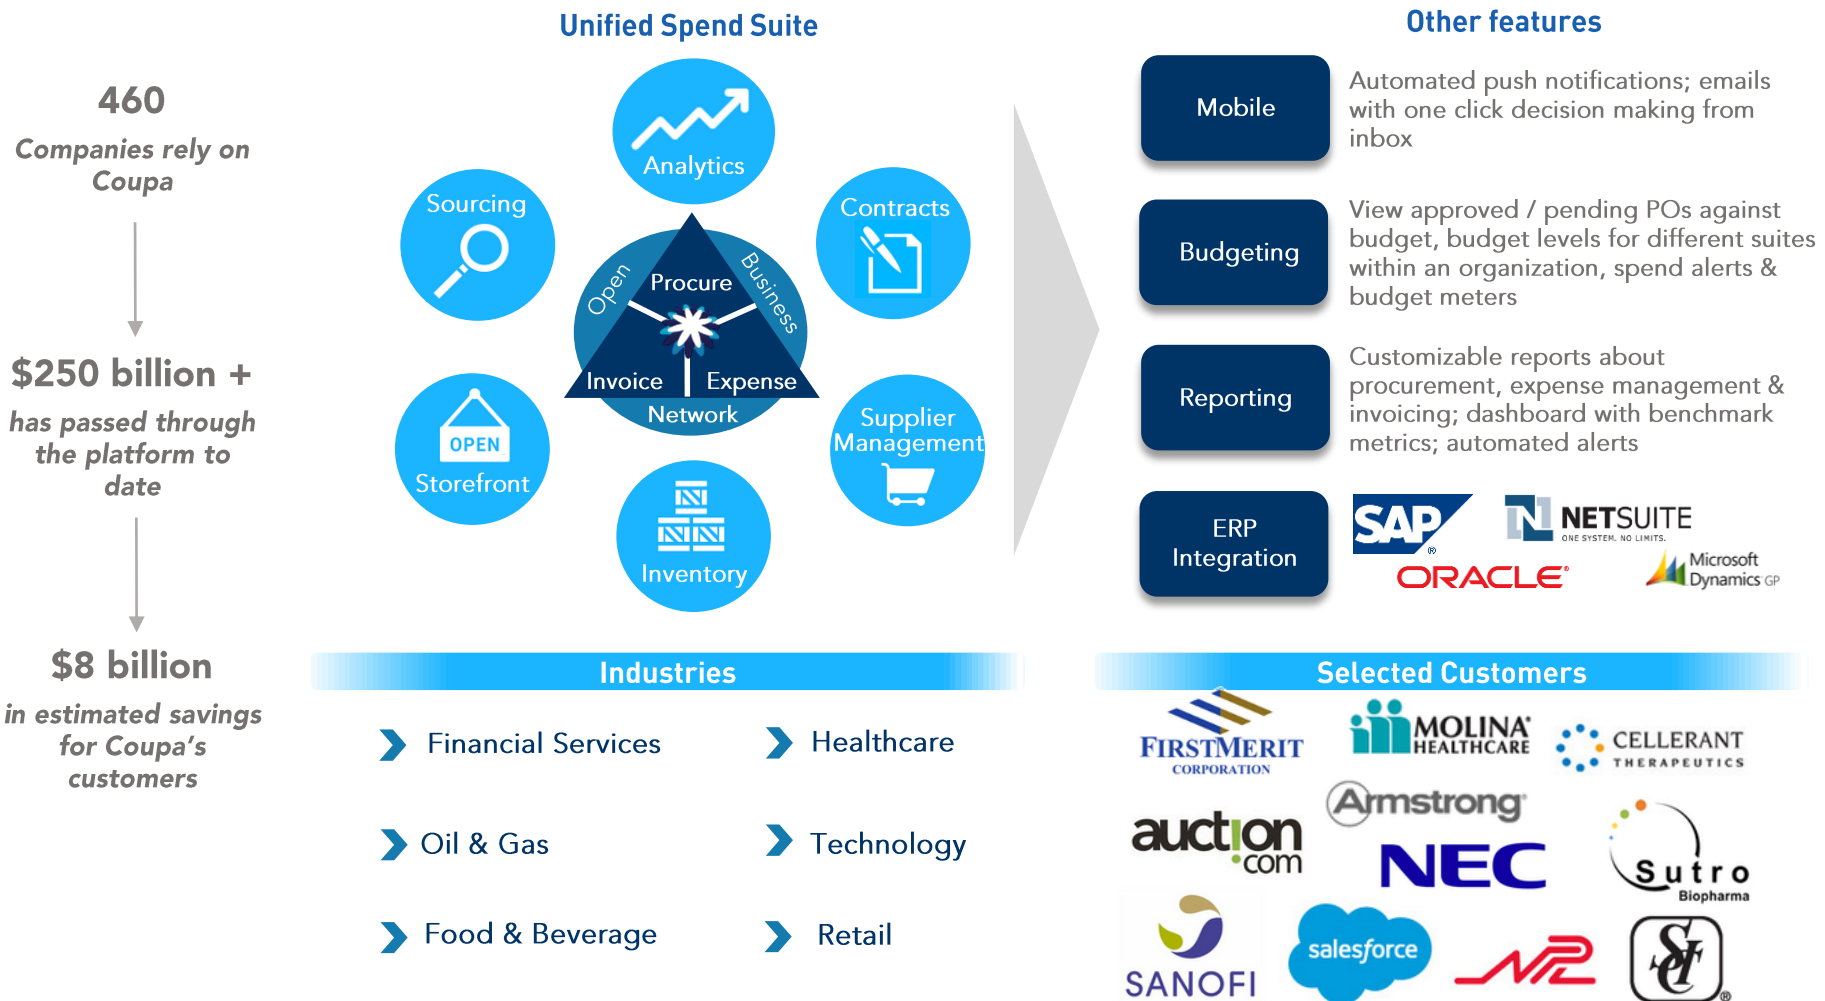 460
Companies rely on
Coupa
$250 billion +
has passed through
the platform to
date
$8 billion
in estimated savings
for Coupa's
customers
Unified Spend Suite
Analytics
Sourcing
Contracts
Open
Business
Procure
Invoice
Expense
Network
OPEN
Storefront
Supplier
Management
Inventory
Other features
Mobile
Automated push notifications; emails
with one click decision making from
inbox
Budgeting
View approved / pending POs against
budget, budget levels for different suites
within an organization, spend alerts &
budget meters
Reporting
Customizable reports about
procurement, expense management &
invoicing; dashboard with benchmark
metrics; automated alerts
ERP
Integration
SAP®
NETSUITE
ONE SYSTEM. NO LIMITS.
ORACLE®
Microsoft
Dynamics GP
Industries
Financial Services
Healthcare
Oil & Gas
Technology
Food & Beverage
Retail
Selected Customers
FIRSTMERIT
CORPORATION
MOLINA®
HEALTHCARE
CELLERANT
THERAPEUTICS
Armstrong®
auction
.com
NEC
Sutro
Biopharma
SANOFI
salesforce